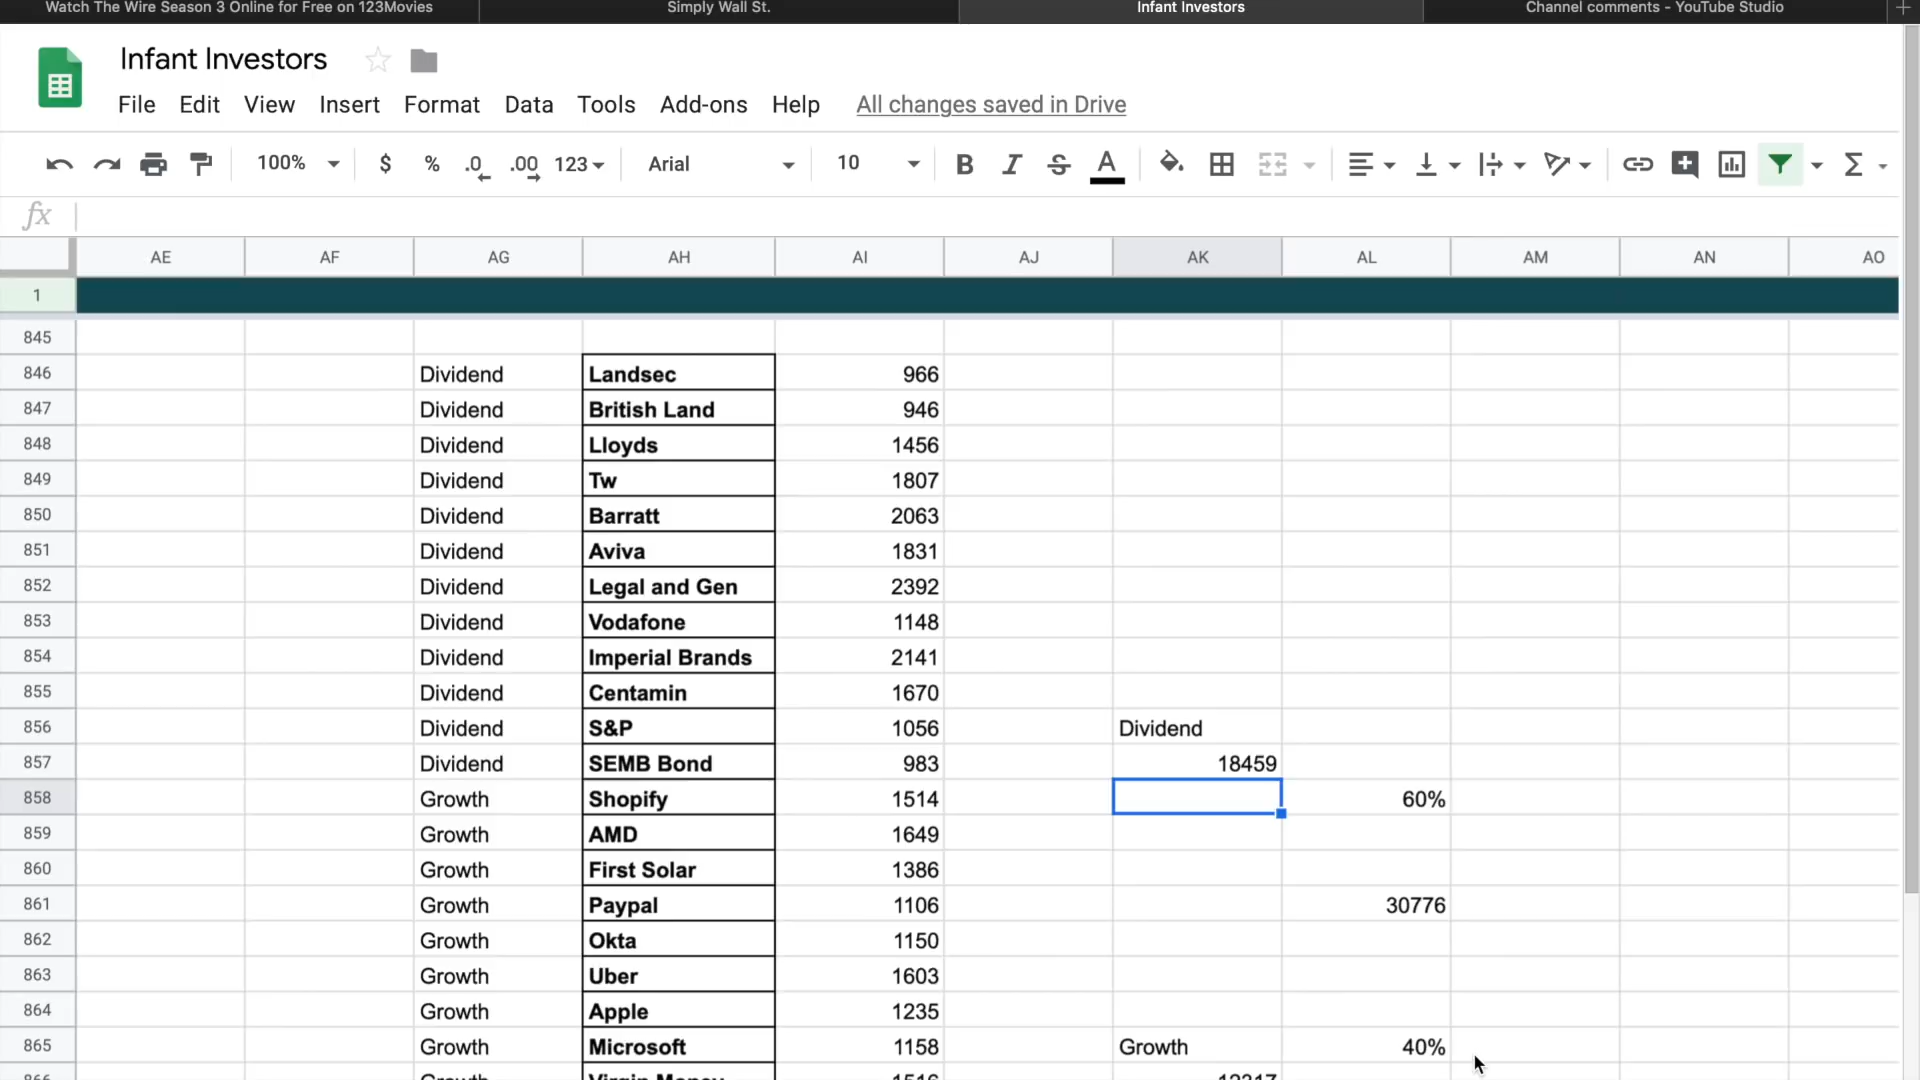 Watch The Wire Season 3 Online for Free on 123Movies Simply Wall St. Infant Investors Channel comments - YouTube Studio
Infant Investors
File Edit View Insert Format Data Tools Add-ons Help All changes saved in Drive
100% $ % .0 .00 123 Arial 10 B I S A Σ
fx
AE AF AG AH AI AJ AK AL AM AN AO
1
845
846 Dividend Landsec 966
847 Dividend British Land 946
848 Dividend Lloyds 1456
849 Dividend Tw 1807
850 Dividend Barratt 2063
851 Dividend Aviva 1831
852 Dividend Legal and Gen 2392
853 Dividend Vodafone 1148
854 Dividend Imperial Brands 2141
855 Dividend Centamin 1670
856 Dividend S&P 1056 Dividend
857 Dividend SEMB Bond 983 18459
858 Growth Shopify 1514 60%
859 Growth AMD 1649
860 Growth First Solar 1386
861 Growth Paypal 1106 30776
862 Growth Okta 1150
863 Growth Uber 1603
864 Growth Apple 1235
865 Growth Microsoft 1158 Growth 40%
866 Growth Virgin Money 1516 12317